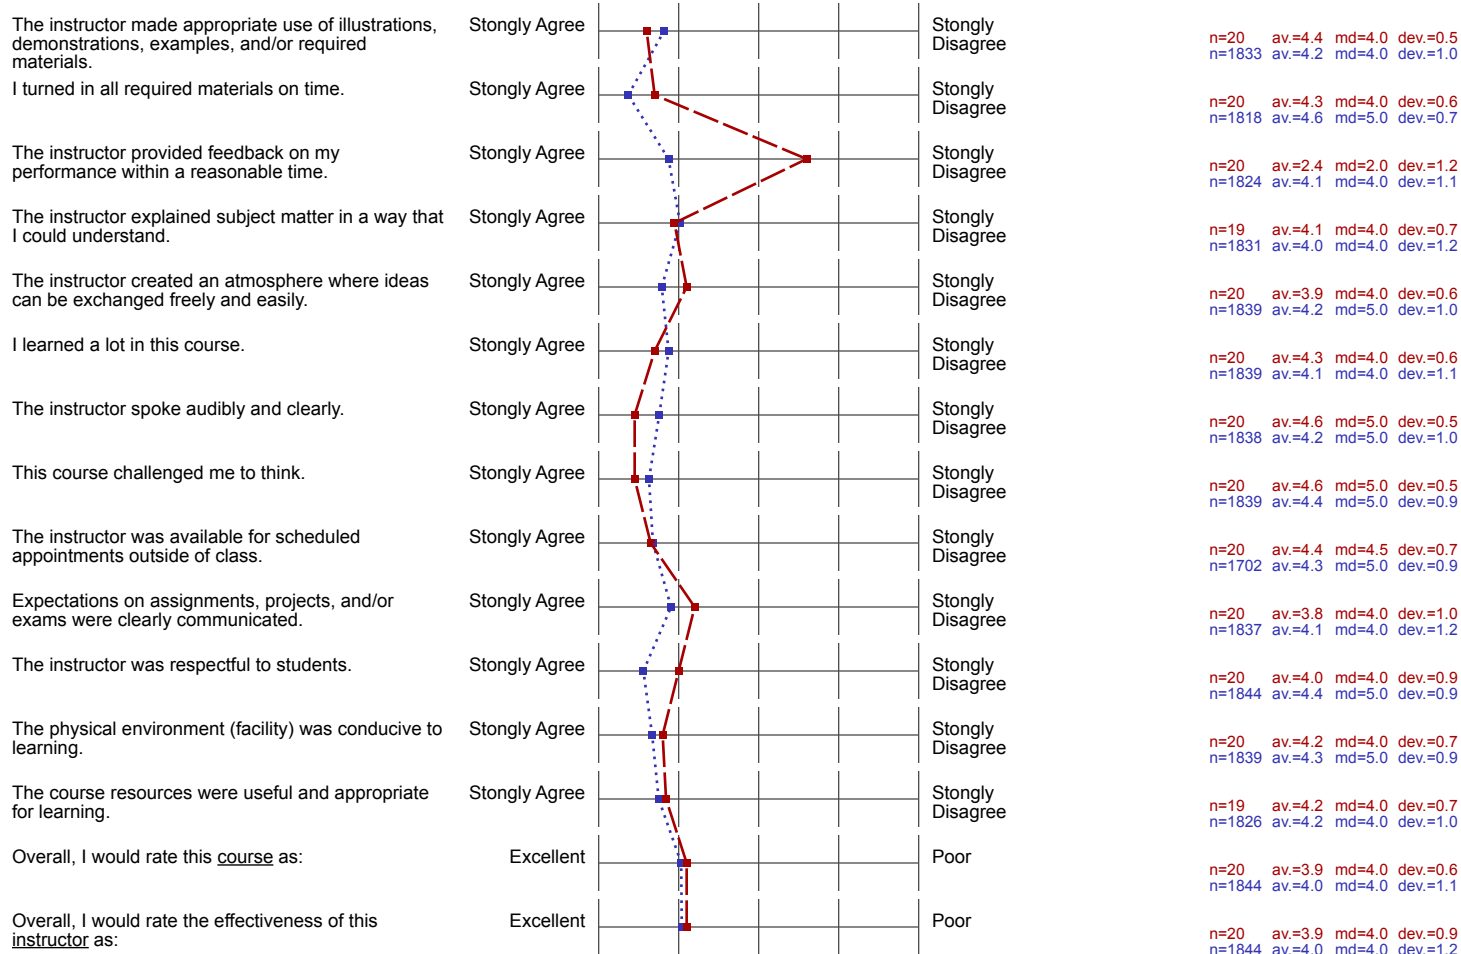 The instructor made appropriate use of illustrations,
demonstrations, examples, and/or required
materials.
Stongly Agree
Stongly
Disagree
n=20 av.=4.4 md=4.0 dev.=0.5
n=1833 av.=4.2 md=4.0 dev.=1.0
I turned in all required materials on time.
Stongly Agree
Stongly
Disagree
n=20 av.=4.3 md=4.0 dev.=0.6
n=1818 av.=4.6 md=5.0 dev.=0.7
The instructor provided feedback on my
performance within a reasonable time.
Stongly Agree
Stongly
Disagree
n=20 av.=2.4 md=2.0 dev.=1.2
n=1824 av.=4.1 md=4.0 dev.=1.1
The instructor explained subject matter in a way that
I could understand.
Stongly Agree
Stongly
Disagree
n=19 av.=4.1 md=4.0 dev.=0.7
n=1831 av.=4.0 md=4.0 dev.=1.2
The instructor created an atmosphere where ideas
can be exchanged freely and easily.
Stongly Agree
Stongly
Disagree
n=20 av.=3.9 md=4.0 dev.=0.6
n=1839 av.=4.2 md=5.0 dev.=1.0
I learned a lot in this course.
Stongly Agree
Stongly
Disagree
n=20 av.=4.3 md=4.0 dev.=0.6
n=1839 av.=4.1 md=4.0 dev.=1.1
The instructor spoke audibly and clearly.
Stongly Agree
Stongly
Disagree
n=20 av.=4.6 md=5.0 dev.=0.5
n=1838 av.=4.2 md=5.0 dev.=1.0
This course challenged me to think.
Stongly Agree
Stongly
Disagree
n=20 av.=4.6 md=5.0 dev.=0.5
n=1839 av.=4.4 md=5.0 dev.=0.9
The instructor was available for scheduled
appointments outside of class.
Stongly Agree
Stongly
Disagree
n=20 av.=4.4 md=4.5 dev.=0.7
n=1702 av.=4.3 md=5.0 dev.=0.9
Expectations on assignments, projects, and/or
exams were clearly communicated.
Stongly Agree
Stongly
Disagree
n=20 av.=3.8 md=4.0 dev.=1.0
n=1837 av.=4.1 md=4.0 dev.=1.2
The instructor was respectful to students.
Stongly Agree
Stongly
Disagree
n=20 av.=4.0 md=4.0 dev.=0.9
n=1844 av.=4.4 md=5.0 dev.=0.9
The physical environment (facility) was conducive to
learning.
Stongly Agree
Stongly
Disagree
n=20 av.=4.2 md=4.0 dev.=0.7
n=1839 av.=4.3 md=5.0 dev.=0.9
The course resources were useful and appropriate
for learning.
Stongly Agree
Stongly
Disagree
n=19 av.=4.2 md=4.0 dev.=0.7
n=1826 av.=4.2 md=4.0 dev.=1.0
Overall, I would rate this course as:
Excellent
Poor
n=20 av.=3.9 md=4.0 dev.=0.6
n=1844 av.=4.0 md=4.0 dev.=1.1
Overall, I would rate the effectiveness of this
instructor as:
Excellent
Poor
n=20 av.=3.9 md=4.0 dev.=0.9
n=1844 av.=4.0 md=4.0 dev.=1.2